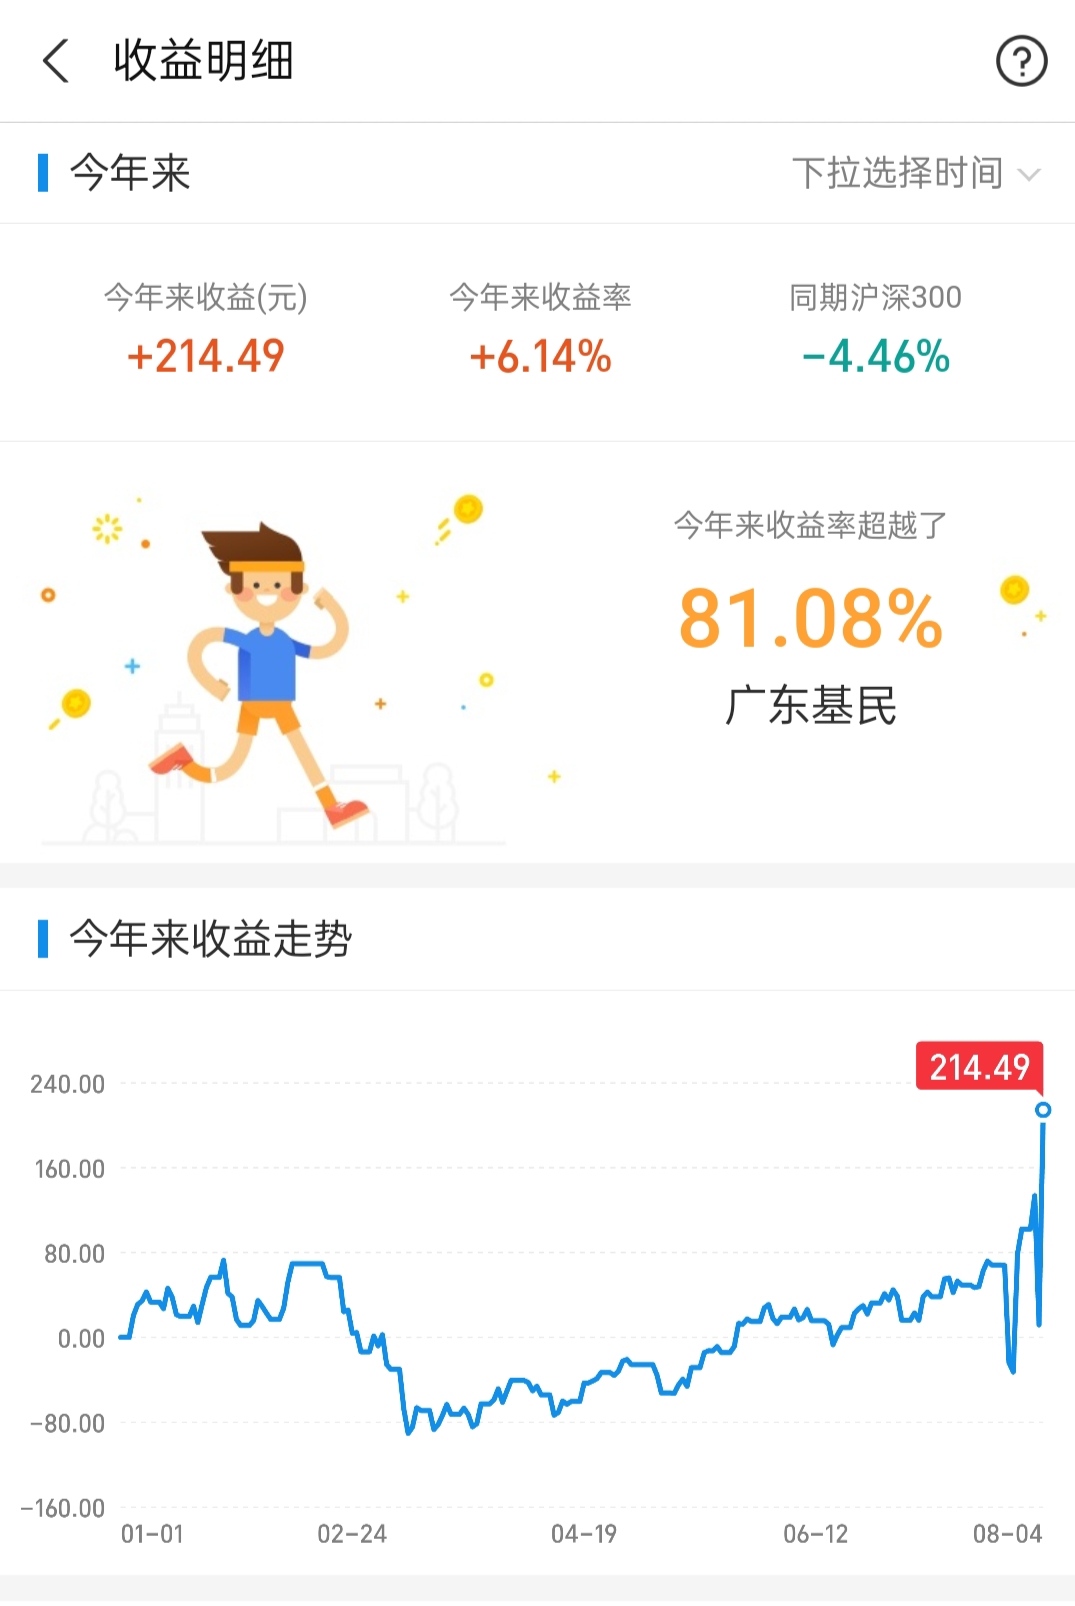 收益明细
?
今年来
下拉选择时间
今年来收益(元)
今年来收益率
同期沪深300
+214.49
+6.14%
-4.46%
今年来收益率超越了
81.08%
广东基民
今年来收益走势
214.49
240.00
160.00
80.00
0.00
-80.00
-160.00
01-01
02-24
04-19
06-12
08-04